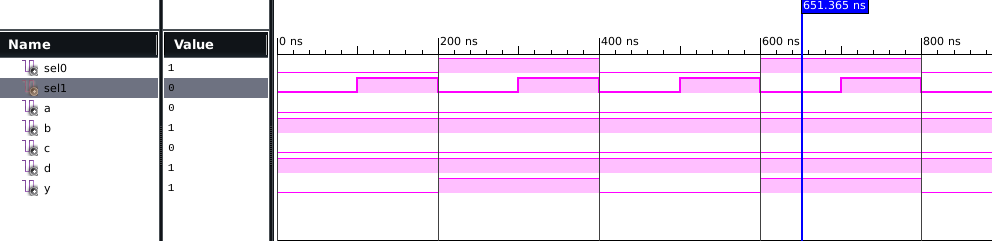 651.365 ns
Name Value 0 ns 200 ns 400 ns 600 ns 800 ns
sel0 1
sel1 0
a 0
b 1
c 0
d 1
y 1